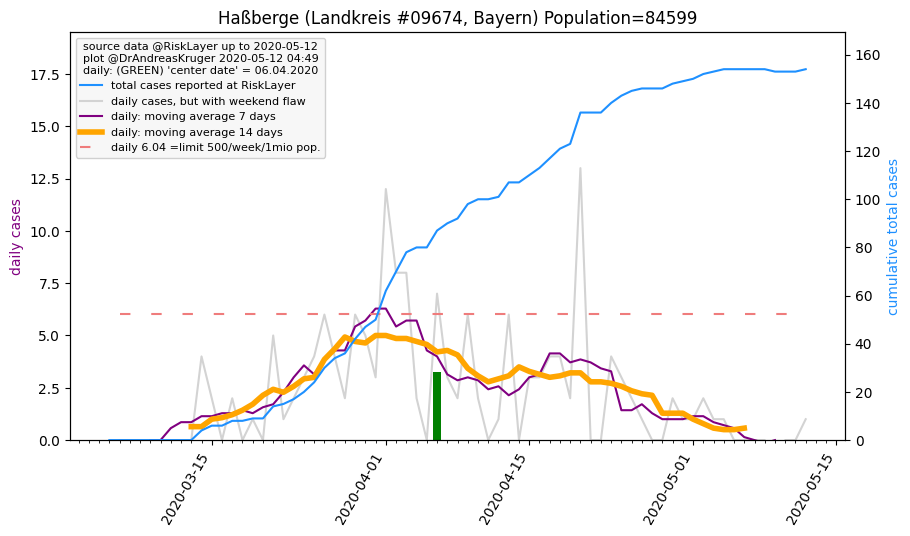 Haßberge (Landkreis #09674, Bayern) Population=84599
source data @RiskLayer up to 2020-05-12
plot @DrAndreasKruger 2020-05-12 04:49
daily: (GREEN) 'center date' = 06.04.2020
total cases reported at RiskLayer
daily cases, but with weekend flaw
daily: moving average 7 days
daily: moving average 14 days
daily 6.04 =limit 500/week/1mio pop.
daily cases
17.5
15.0
12.5
10.0
7.5
5.0
2.5
0.0
160
140
120
100
80
60
40
20
0
cumulative total cases
2020-03-15
2020-04-01
2020-04-15
2020-05-01
2020-05-15